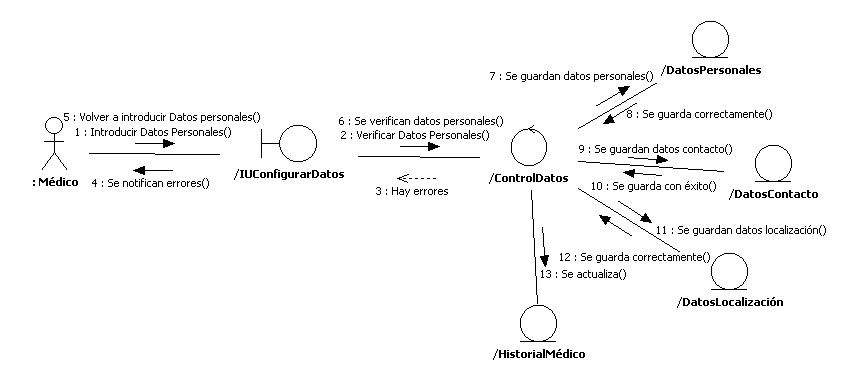 /DatosPersonales
7 : Se guardan datos personales()
8 : Se guarda correctamente()
5 : Volver a introducir Datos personales()
1 : Introducir Datos Personales()
6 : Se verifican datos personales()
2 : Verificar Datos Personales()
9 : Se guardan datos contacto()
/IUConfigurarDatos
/ControlDatos
: Médico
4 : Se notifican errores()
3 : Hay errores
10 : Se guarda con éxito()
/DatosContacto
11 : Se guardan datos localización()
12 : Se guarda correctamente()
13 : Se actualiza()
/DatosLocalización
/HistorialMédico